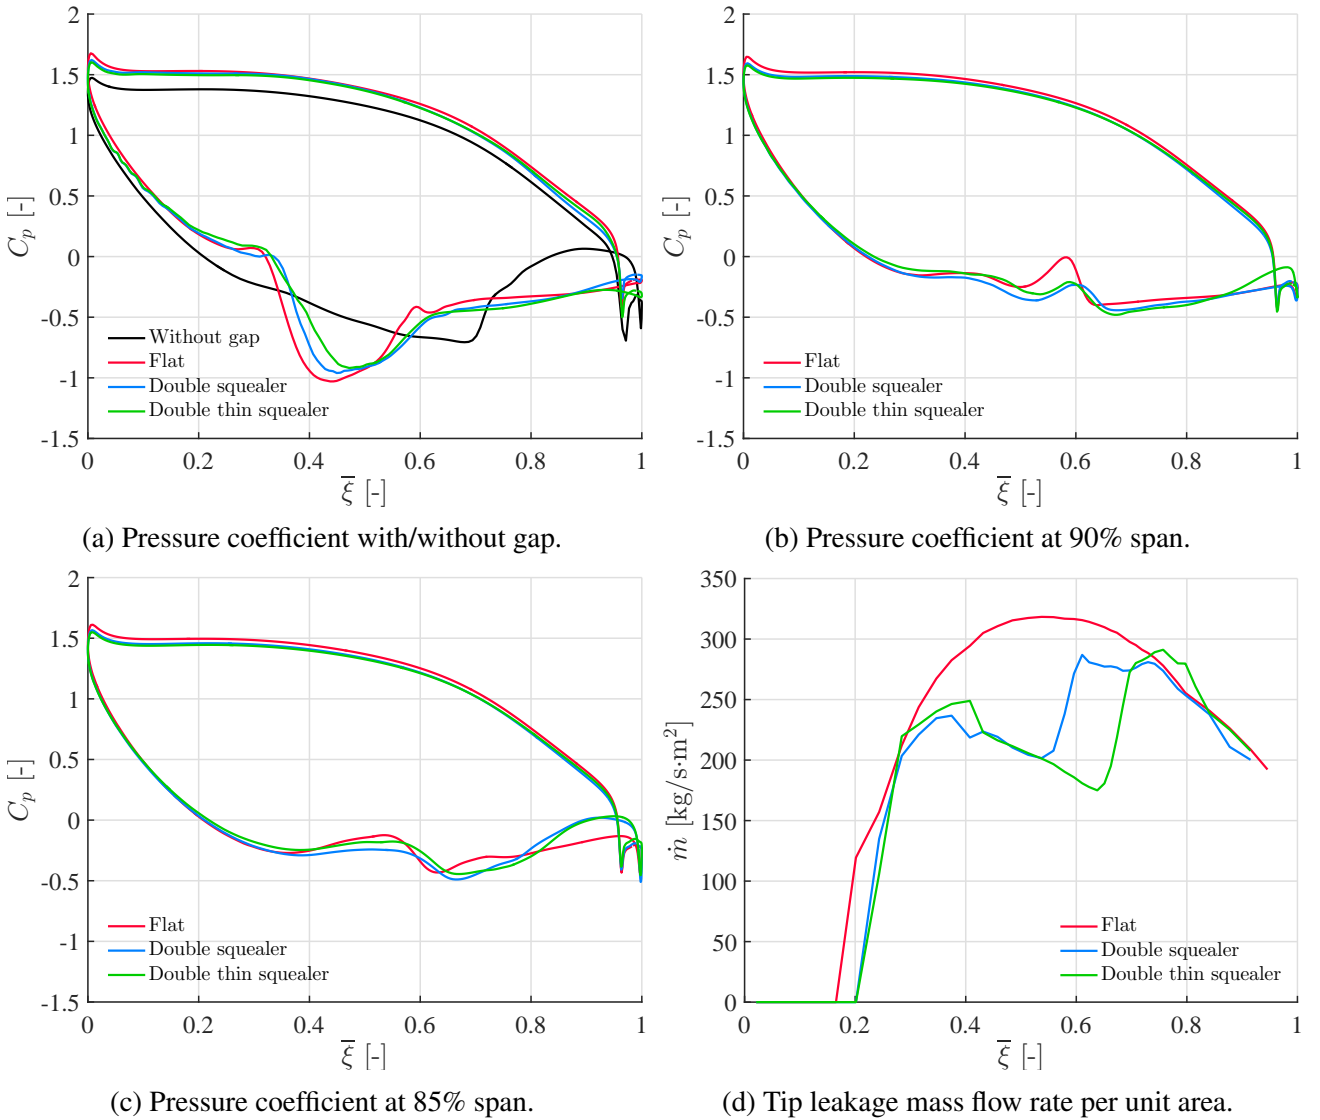 2
1.5
1
0.5
0
-0.5
-1
-1.5
C_p [-]
Without gap
Flat
Double squealer
Double thin squealer
0 0.2 0.4 0.6 0.8 1
ξ̅ [-]
(a) Pressure coefficient with/without gap.
2
1.5
1
0.5
0
-0.5
-1
-1.5
C_p [-]
Flat
Double squealer
Double thin squealer
0 0.2 0.4 0.6 0.8 1
ξ̅ [-]
(b) Pressure coefficient at 90% span.
2
1.5
1
0.5
0
-0.5
-1
-1.5
C_p [-]
Flat
Double squealer
Double thin squealer
0 0.2 0.4 0.6 0.8 1
ξ̅ [-]
(c) Pressure coefficient at 85% span.
350
300
250
200
150
100
50
0
ṁ [kg/s·m²]
Flat
Double squealer
Double thin squealer
0 0.2 0.4 0.6 0.8 1
ξ̅ [-]
(d) Tip leakage mass flow rate per unit area.